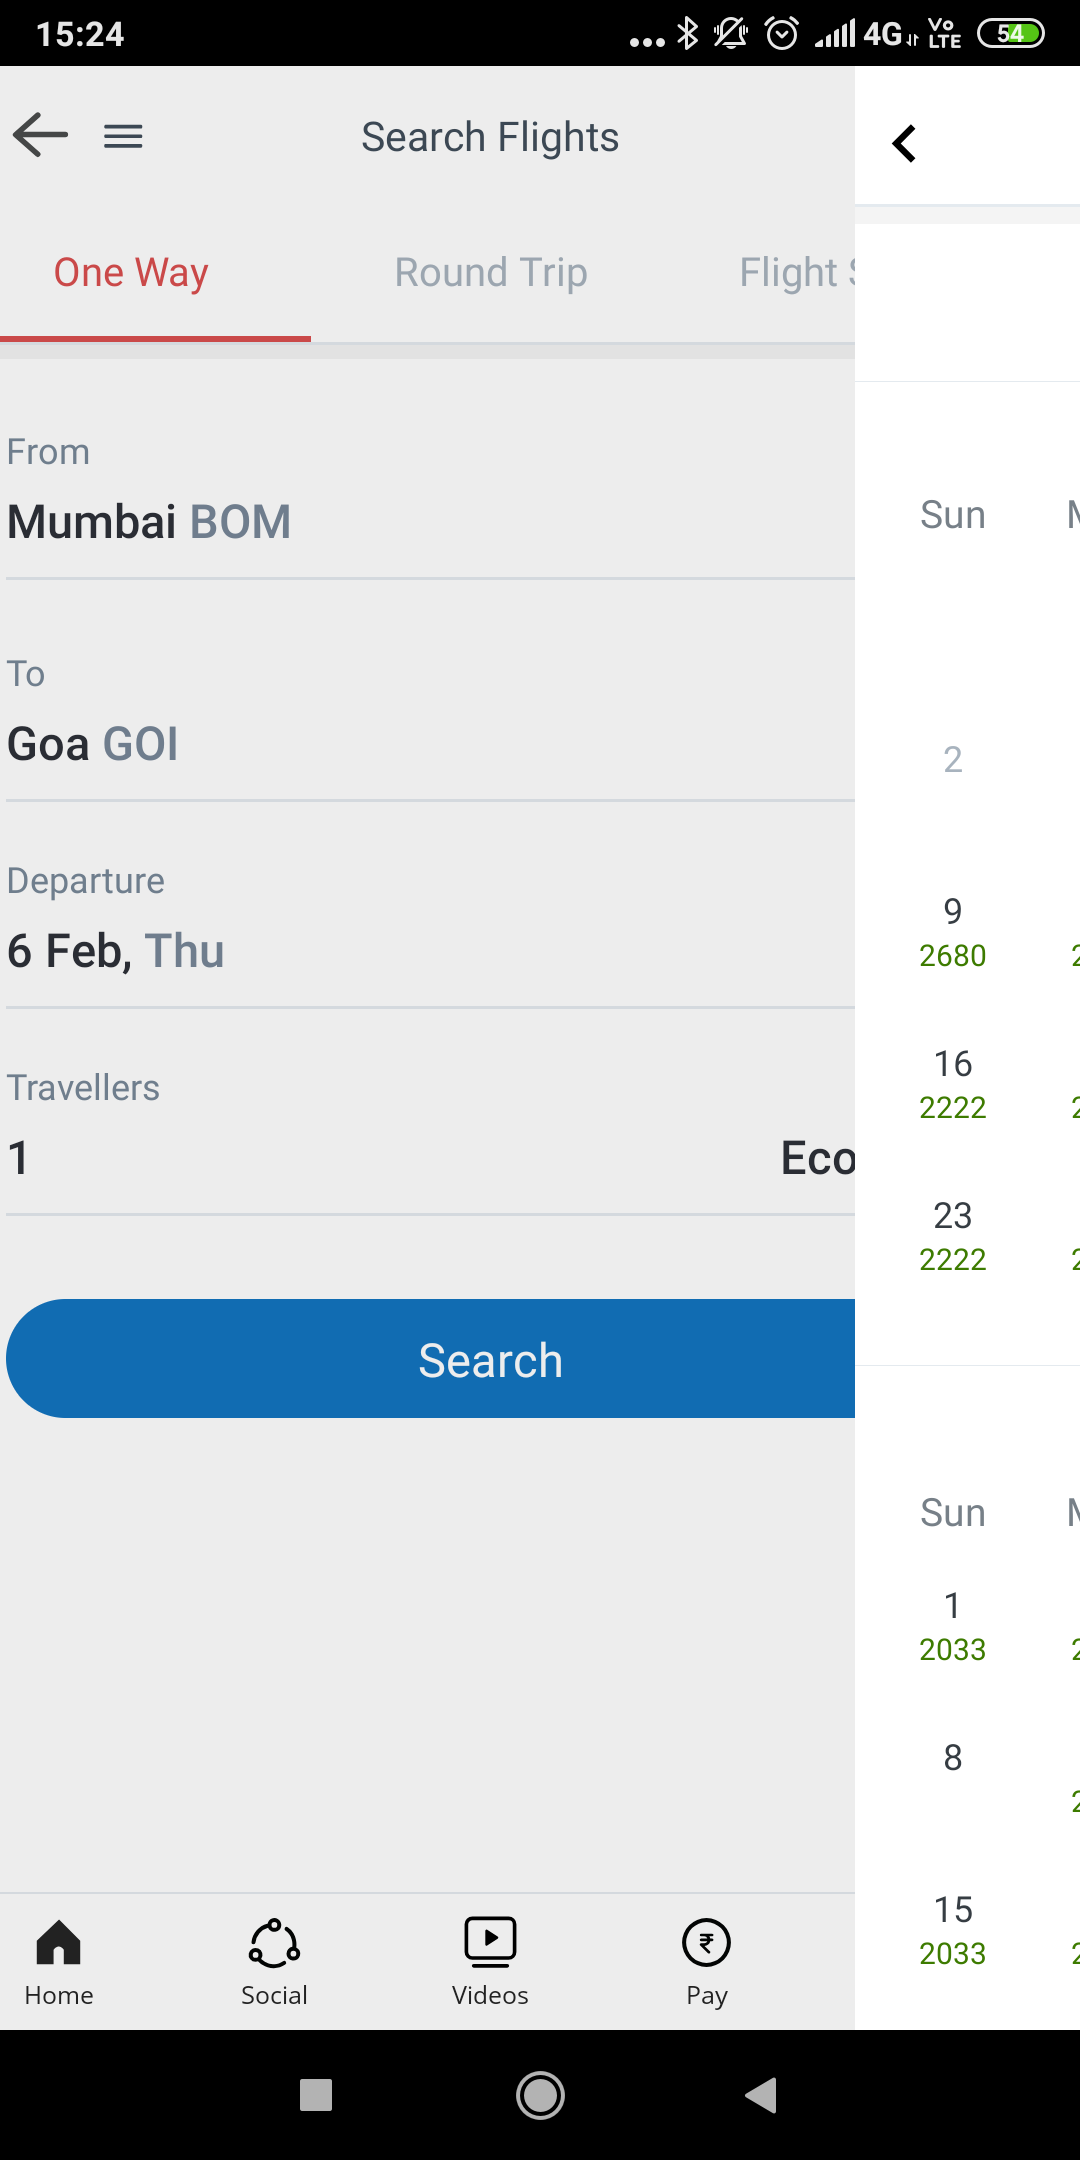 15:24
4G Vo LTE 54
Search Flights
One Way Round Trip Flight
From
Mumbai BOM
To
Goa GOI
Departure
6 Feb, Thu
Travellers
1 Eco
Search
Home Social Videos Pay
Sun
2
9
2680
16
2222
23
2222
Sun
1
2033
8
15
2033